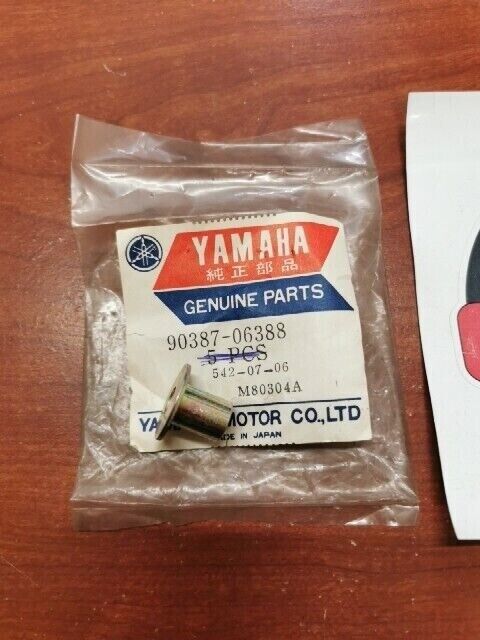 YAMAHA
純正部品
GENUINE PARTS
90387-06388
5 PCS
542-07-06
M80304A
MOTOR CO.,LTD
MADE IN JAPAN